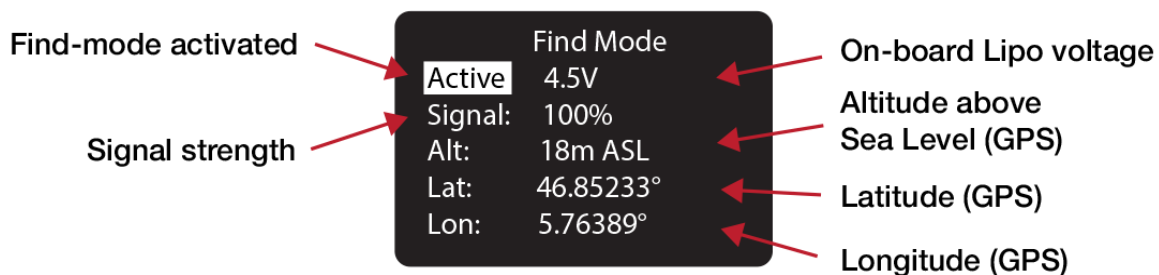 Find-mode activated
Signal strength
Find Mode
Active 4.5V
Signal: 100%
Alt: 18m ASL
Lat: 46.85233°
Lon: 5.76389°
On-board Lipo voltage
Altitude above
Sea Level (GPS)
Latitude (GPS)
Longitude (GPS)